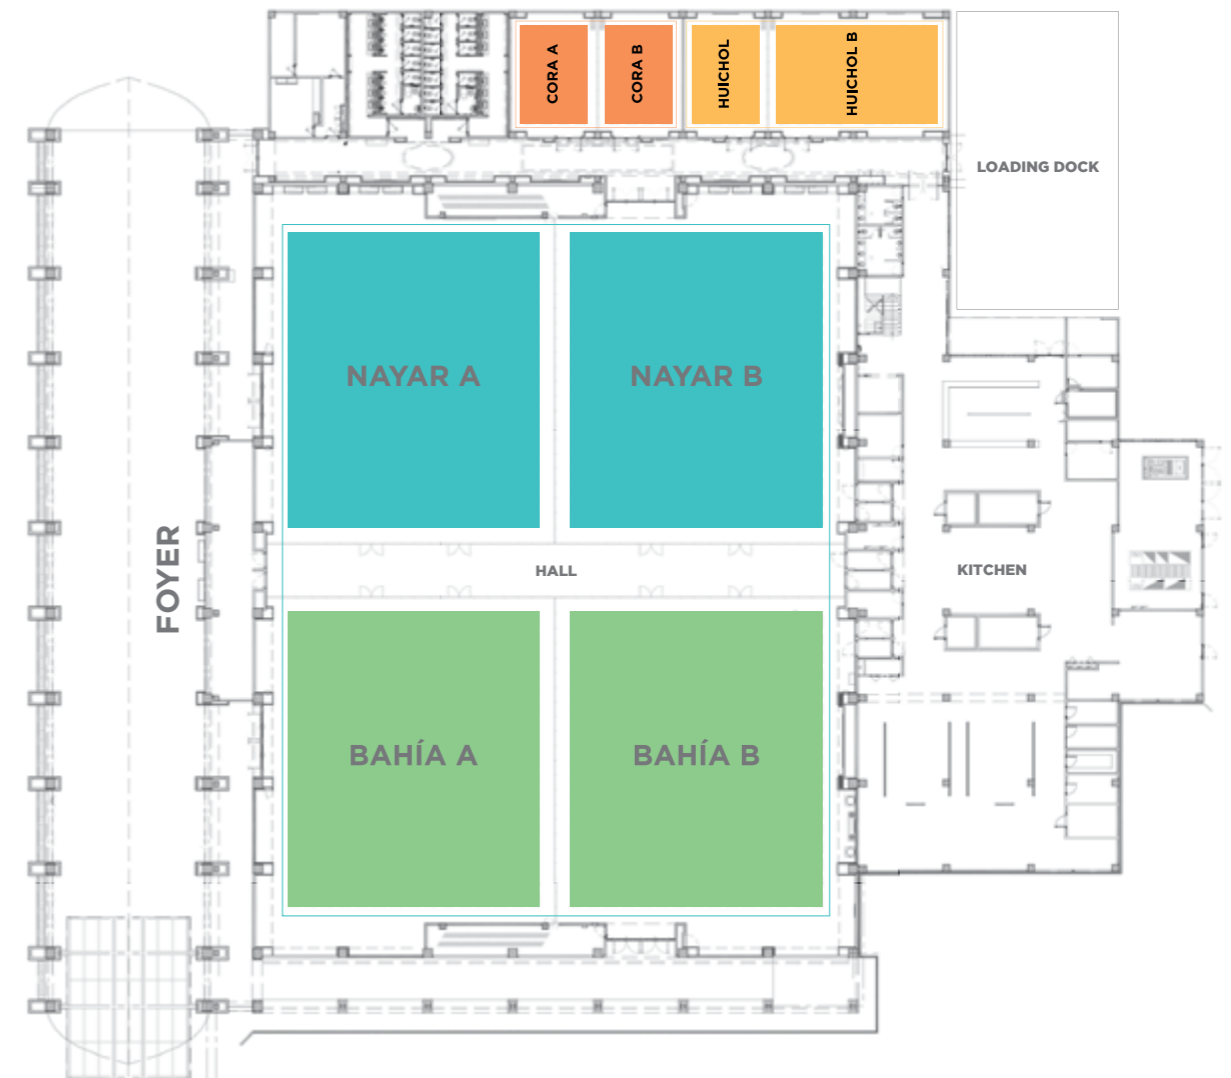 CORA A
CORA B
HUICHOL
HUICHOL B
LOADING DOCK
NAYAR A
NAYAR B
FOYER
HALL
KITCHEN
BAHÍA A
BAHÍA B